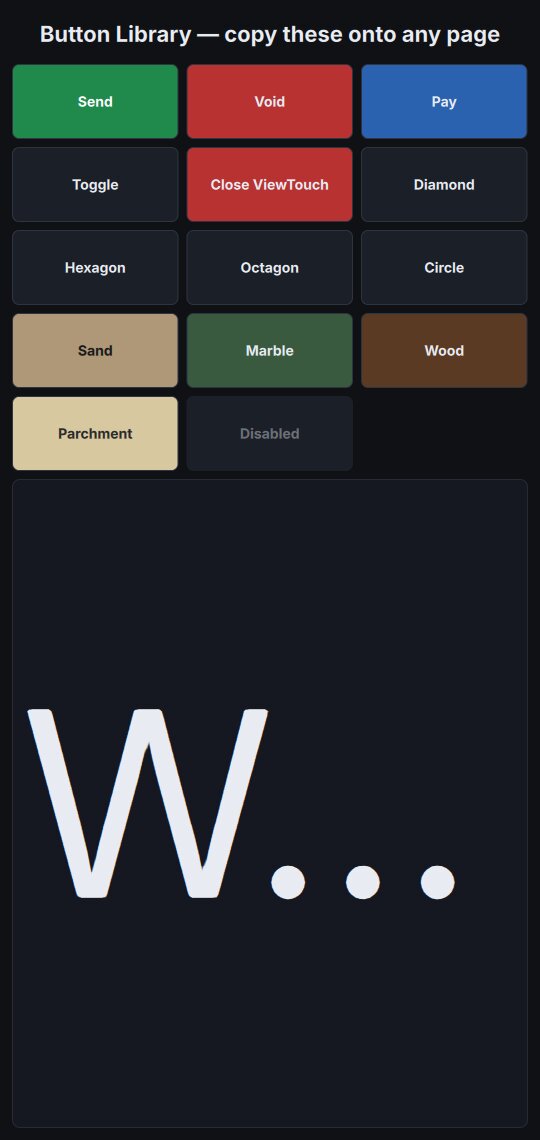 Button Library — copy these onto any page
Send
Void
Pay
Toggle
Close ViewTouch
Diamond
Hexagon
Octagon
Circle
Sand
Marble
Wood
Parchment
Disabled
W...